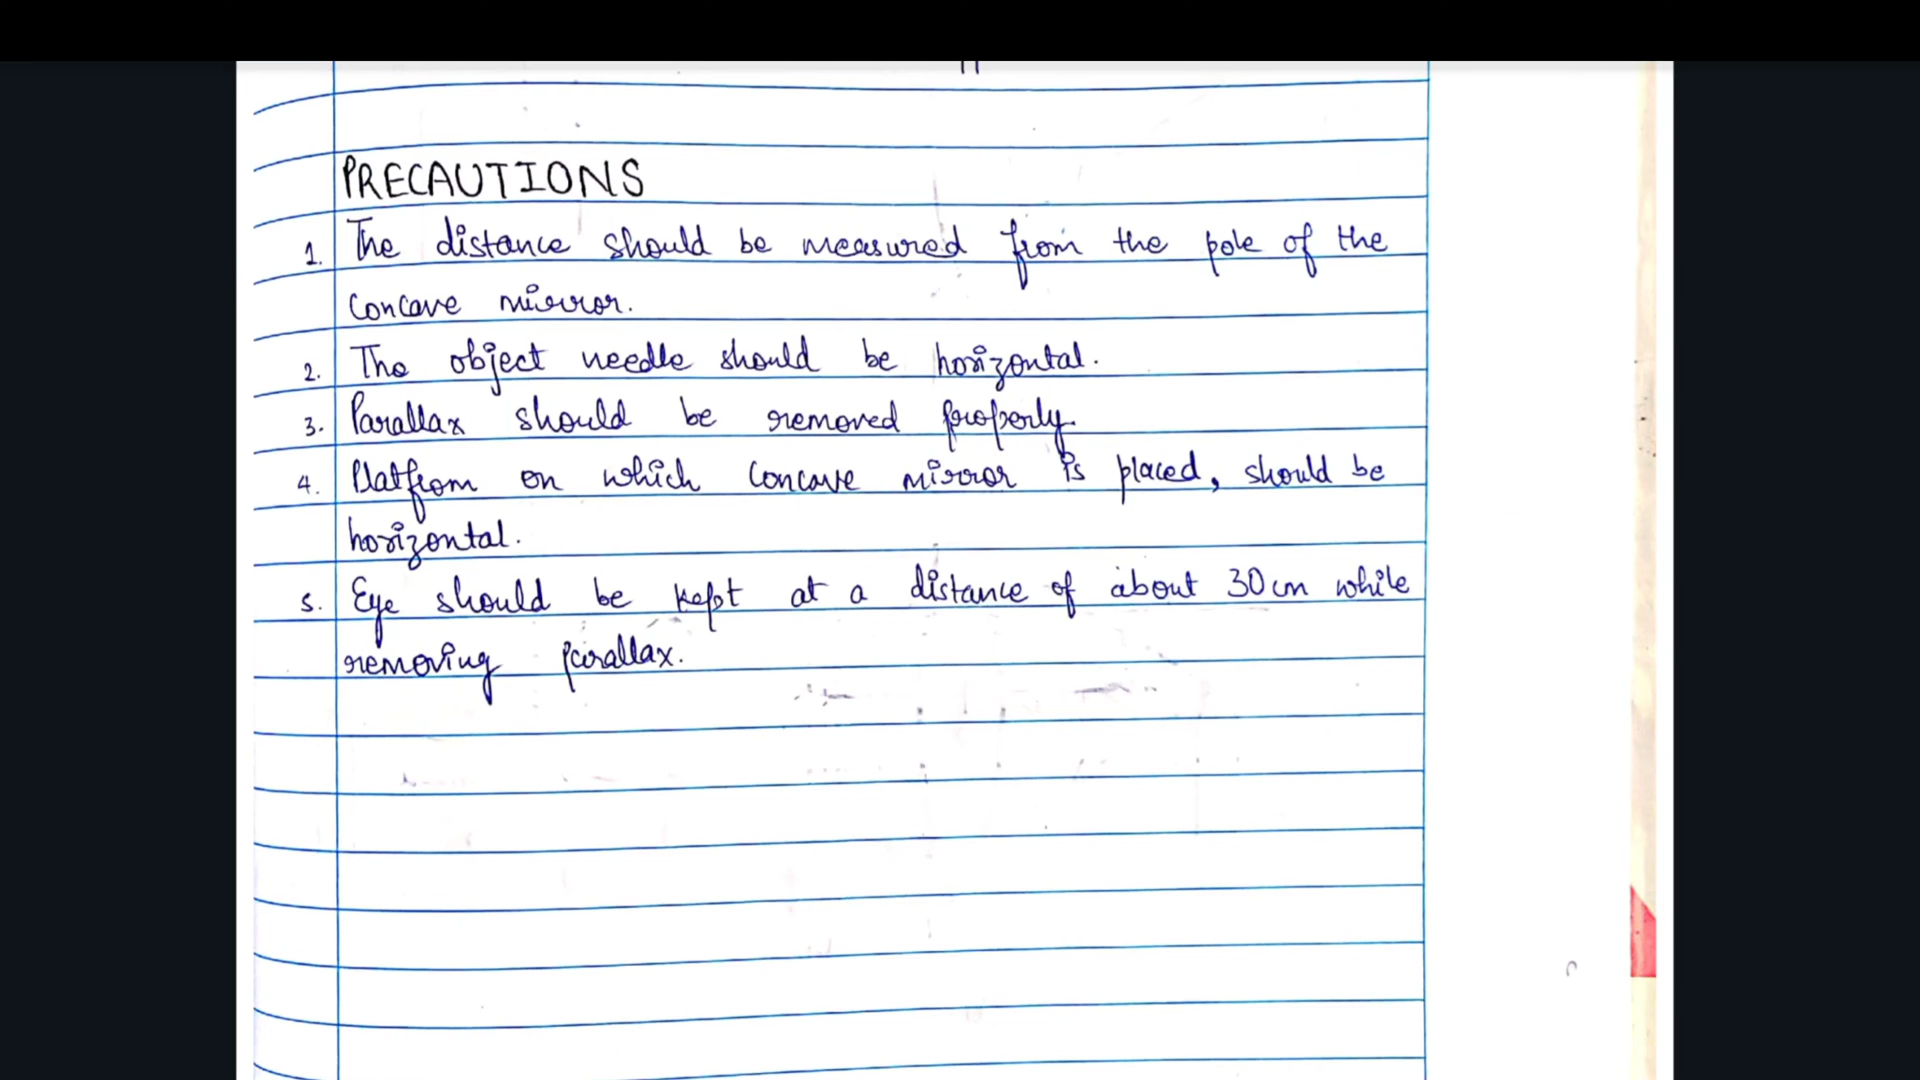 PRECAUTIONS
1. The distance should be measured from the pole of the
concave mirror.
2. The object needle should be horizontal.
3. Parallax should be removed properly.
4. Platfrom on which concave mirror is placed, should be
horizontal.
5. Eye should be kept at a distance of about 30 cm while
removing parallax.